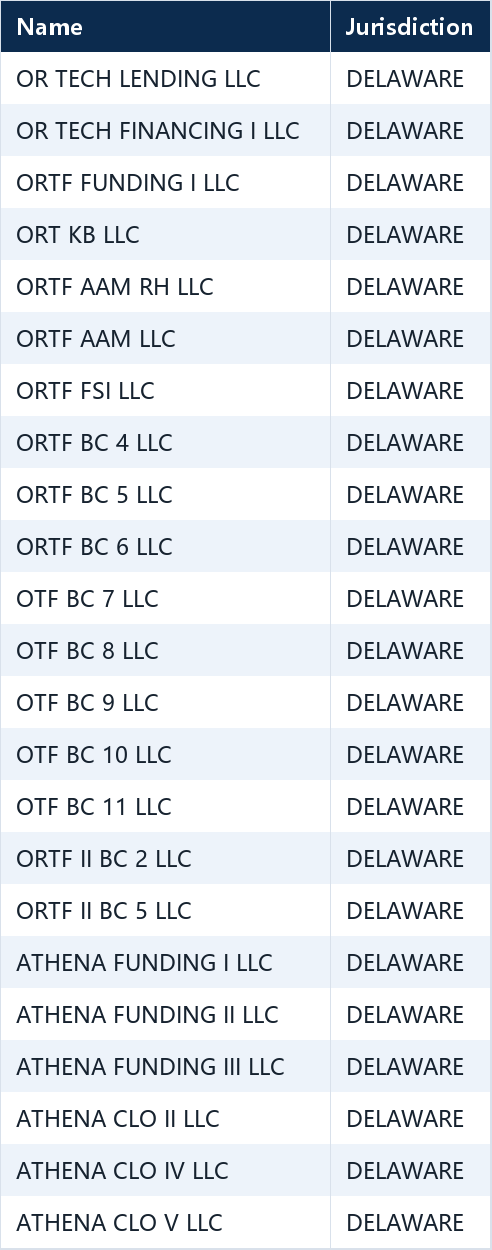 Name Jurisdiction
OR TECH LENDING LLC DELAWARE
OR TECH FINANCING I LLC DELAWARE
ORTF FUNDING I LLC DELAWARE
ORT KB LLC DELAWARE
ORTF AAM RH LLC DELAWARE
ORTF AAM LLC DELAWARE
ORTF FSI LLC DELAWARE
ORTF BC 4 LLC DELAWARE
ORTF BC 5 LLC DELAWARE
ORTF BC 6 LLC DELAWARE
OTF BC 7 LLC DELAWARE
OTF BC 8 LLC DELAWARE
OTF BC 9 LLC DELAWARE
OTF BC 10 LLC DELAWARE
OTF BC 11 LLC DELAWARE
ORTF II BC 2 LLC DELAWARE
ORTF II BC 5 LLC DELAWARE
ATHENA FUNDING I LLC DELAWARE
ATHENA FUNDING II LLC DELAWARE
ATHENA FUNDING III LLC DELAWARE
ATHENA CLO II LLC DELAWARE
ATHENA CLO IV LLC DELAWARE
ATHENA CLO V LLC DELAWARE